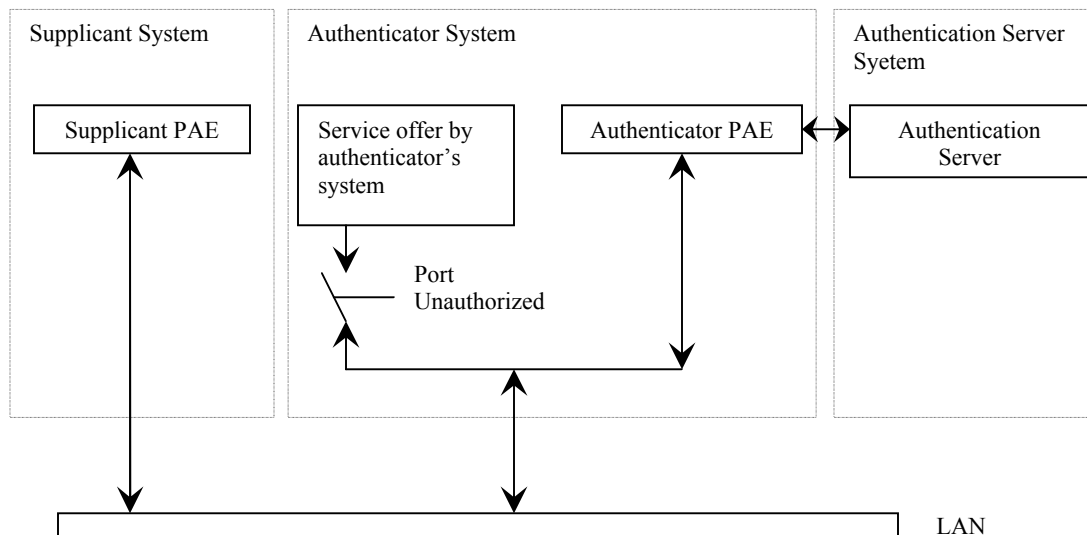 Supplicant System
Authenticator System
Authentication Server
Syetem
Supplicant PAE
Service offer by
authenticator’s
system
Authenticator PAE
Authentication
Server
Port
Unauthorized
LAN